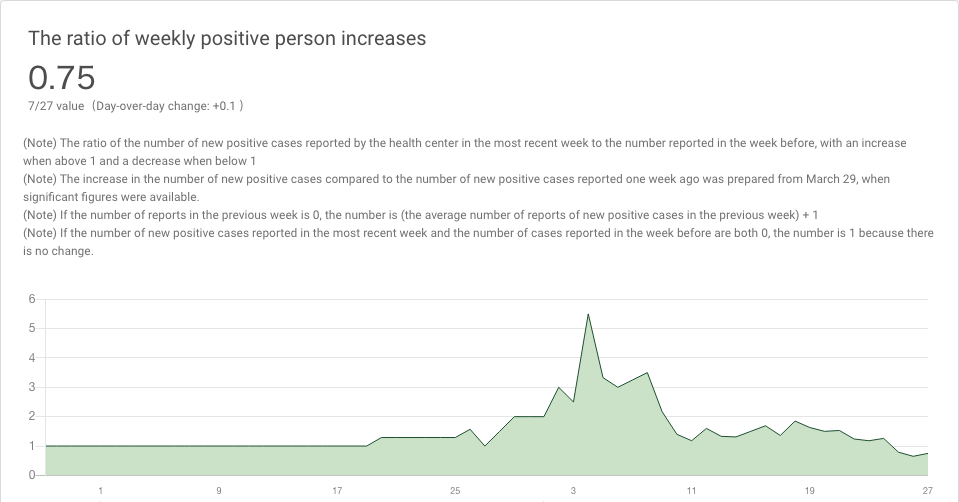 The ratio of weekly positive person increases
0.75
7/27 value （Day-over-day change: +0.1 ）
(Note) The ratio of the number of new positive cases reported by the health center in the most recent week to the number reported in the week before, with an increase
when above 1 and a decrease when below 1
(Note) The increase in the number of new positive cases compared to the number of new positive cases reported one week ago was prepared from March 29, when
significant figures were available.
(Note) If the number of reports in the previous week is 0, the number is (the average number of reports of new positive cases in the previous week) + 1
(Note) If the number of new positive cases reported in the most recent week and the number of cases reported in the week before are both 0, the number is 1 because there
is no change.
6
5
4
3
2
1
0
1 9 17 25 3 11 19 27